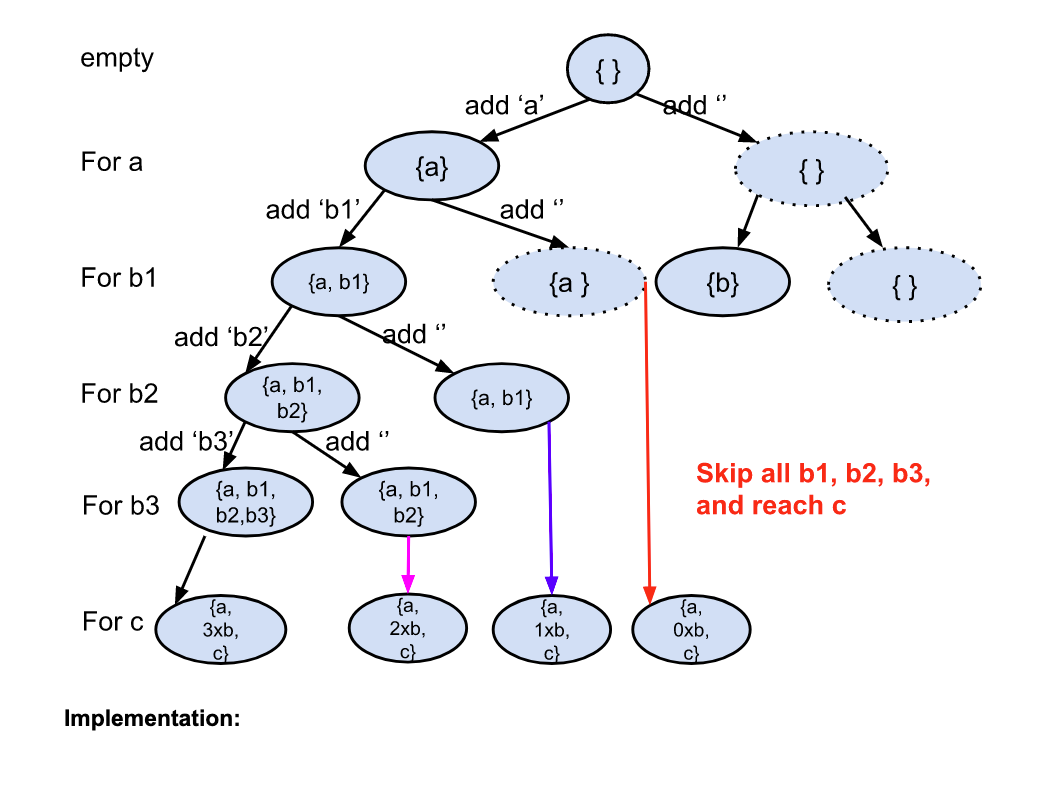 empty
{ }
add ‘a’
add ‘’
For a
{a}
{ }
add ‘b1’
add ‘’
For b1
{a, b1}
{a }
{b}
{ }
add ‘b2’
add ‘’
For b2
{a, b1,
b2}
{a, b1}
add ‘b3’
add ‘’
For b3
{a, b1,
b2,b3}
{a, b1,
b2}
Skip all b1, b2, b3,
and reach c
For c
{a,
3xb,
c}
{a,
2xb,
c}
{a,
1xb,
c}
{a,
0xb,
c}
Implementation: